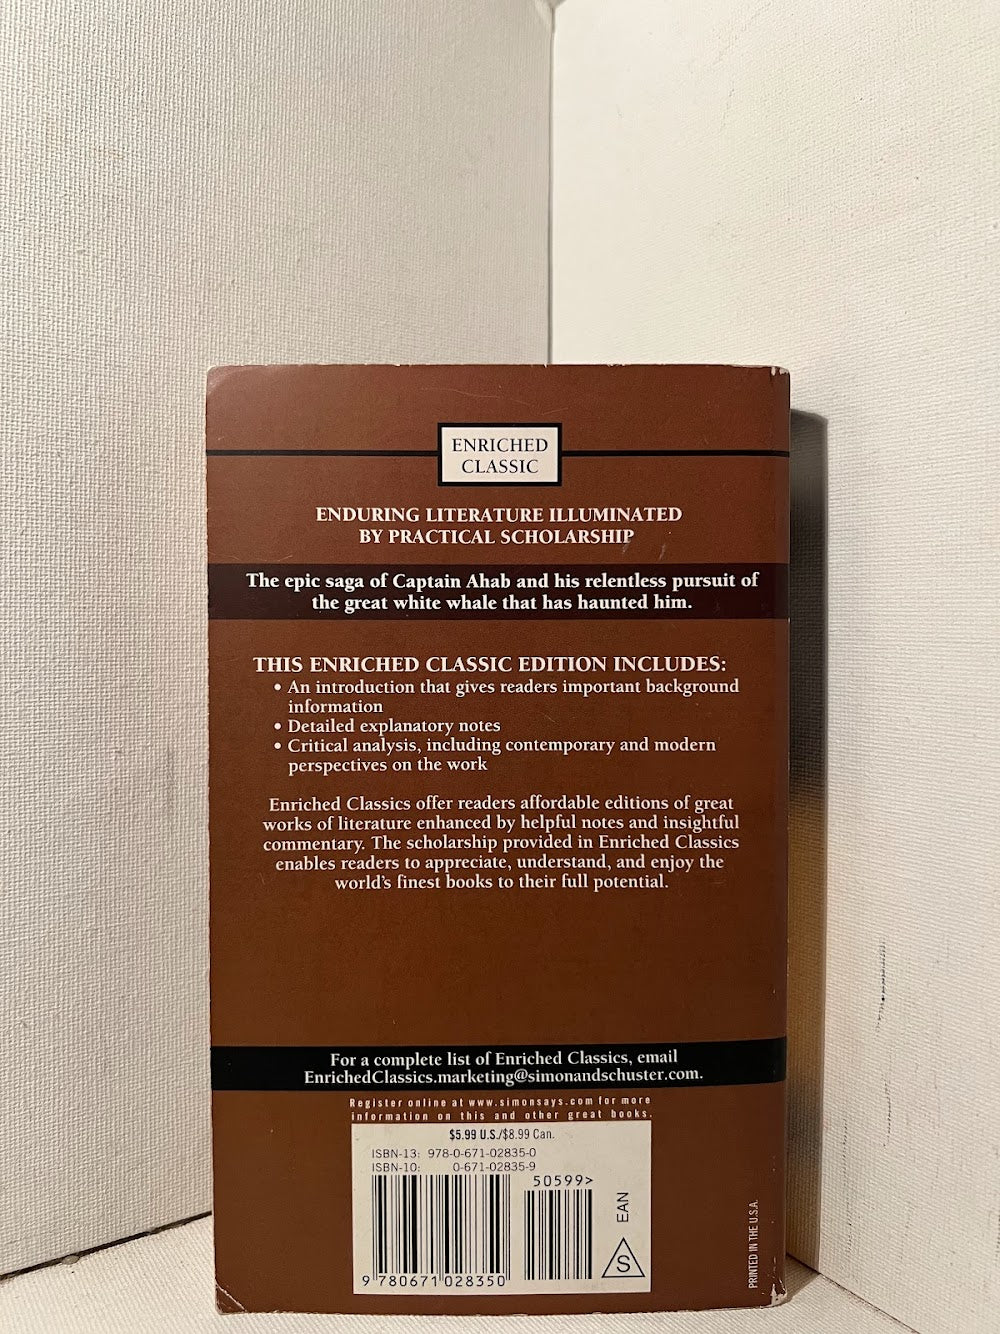 ENRICHED
CLASSIC
ENDURING LITERATURE ILLUMINATED
BY PRACTICAL SCHOLARSHIP
The epic saga of Captain Ahab and his relentless pursuit of
the great white whale that has haunted him.
THIS ENRICHED CLASSIC EDITION INCLUDES:
• An introduction that gives readers important background
information
• Detailed explanatory notes
• Critical analysis, including contemporary and modern
perspectives on the work
Enriched Classics offer readers affordable editions of great
works of literature enhanced by helpful notes and insightful
commentary. The scholarship provided in Enriched Classics
enables readers to appreciate, understand, and enjoy the
world's finest books to their full potential.
For a complete list of Enriched Classics, email
EnrichedClassics.marketing@simonandschuster.com.
Register online at www.simonsays.com for more
information on this and other great books.
$5.99 U.S./$8.99 Can.
ISBN-13: 978-0-671-02835-0
ISBN-10: 0-671-02835-9
50599>
EAN
S
9 780671 028350
PRINTED IN THE U.S.A.